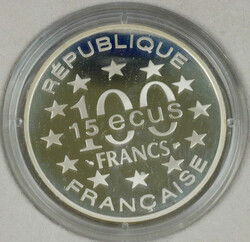 RÉPUBLIQUE
100
15 ecus
FRANCS
FRANÇAISE